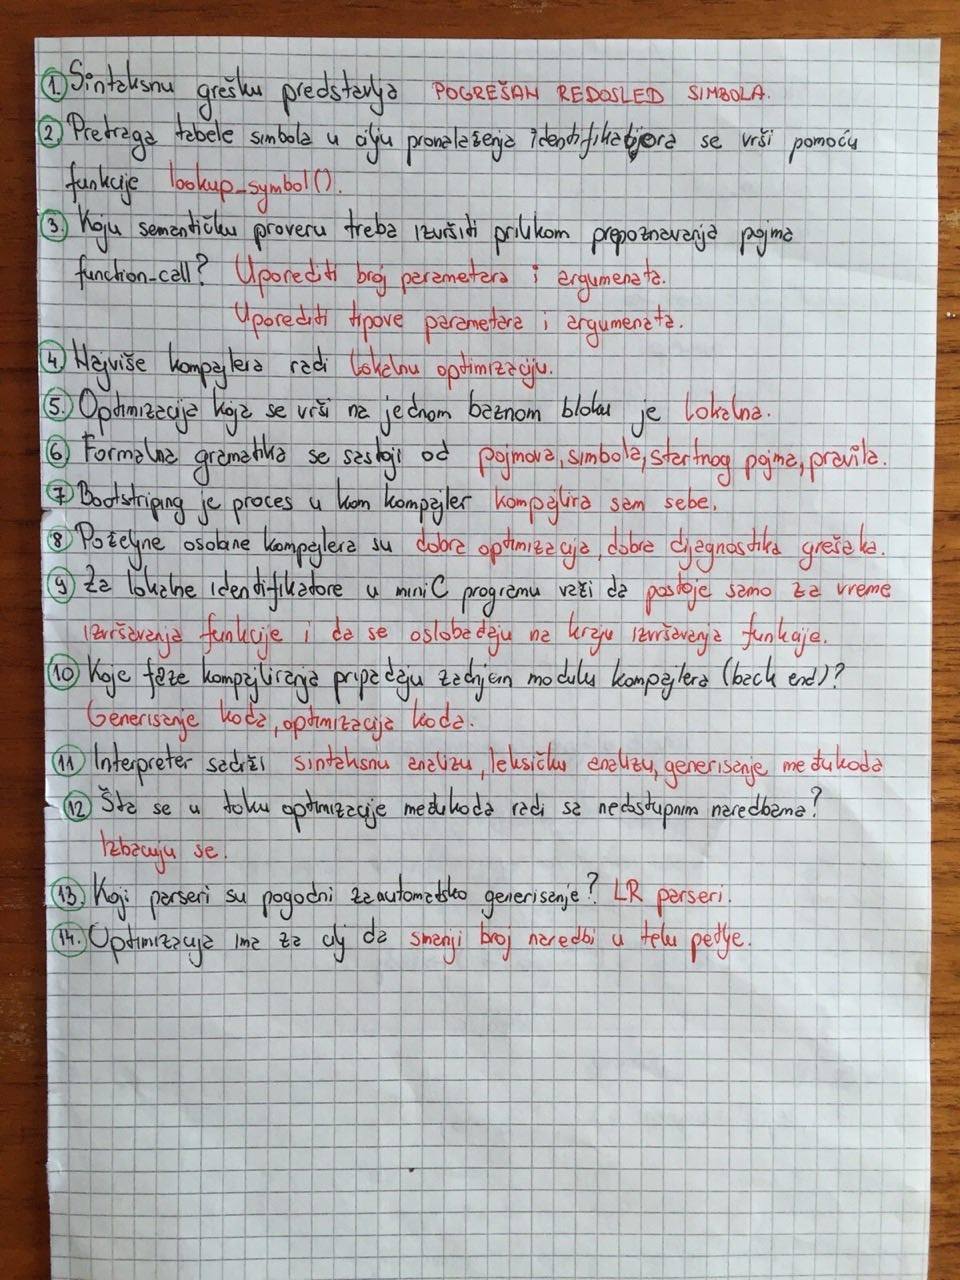 1. Sintaksnu grešku predstavlja POGREŠAN REDOSLED SIMBOLA.
2 Pretraga tabele simbola u cilju pronalaženja identifikatora se vrši pomoću
funkcije lookup_symbol().
3. Koju semantičku proveru treba izvršiti prilikom prepoznavanja pojma
function_call? Uporediti broj parametara i argumenata.
Uporediti tipove parametara i argumenata.
4. Najviše kompajlera radi lokalnu optimizaciju.
5. Optimizacija koja se vrši na jednom baznom bloku je lokalna.
6 Formalna gramatika se sastoji od pojmova, simbola, startnog pojma, pravila.
7 Bootstriping je proces u kom kompajler kompajlira sam sebe.
8 Poželjne osobine kompajlera su dobra optimizacija, dobra dijagnostika grešaka.
9 Za lokalne identifikatore u miniC programu važi da postoje samo za vreme
izvršavanja funkcije i da se oslobađaju na kraju izvršavanja funkcije.
10 Koje faze kompajliranja pripadaju zadnjem modulu kompajlera (back end)?
Generisanje koda, optimizacija koda.
11 Interpreter sadrži sintaksnu analizu, leksičku analizu, generisanje međukoda
12 Šta se u toku optimizacije međukoda radi sa nedostupnim naredbama?
Izbacuju se.
13. Koji parseri su pogodni za automatsko generisanje? LR parseri.
14. Optimizacija ima za cilj da smanji broj naredbi u telu petlje.